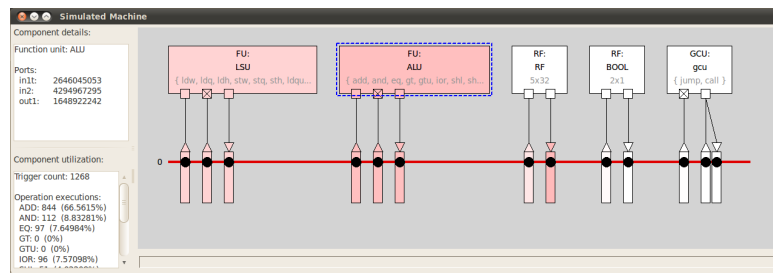 Simulated Machine
Component details:
Function unit: ALU
Ports:
in1t: 2646045053
in2: 4294967295
out1: 1648922242
Component utilization:
Trigger count: 1268
Operation executions:
ADD: 844 (66.5615%)
AND: 112 (8.83281%)
EQ: 97 (7.64984%)
GT: 0 (0%)
GTU: 0 (0%)
IOR: 96 (7.57098%)
FU:
LSU
{ ldw, ldq, ldh, stw, stq, sth, ldqu...
FU:
ALU
{ add, and, eq, gt, gtu, ior, shl, sh...
RF:
RF
5x32
RF:
BOOL
2x1
GCU:
gcu
{ jump, call }
0